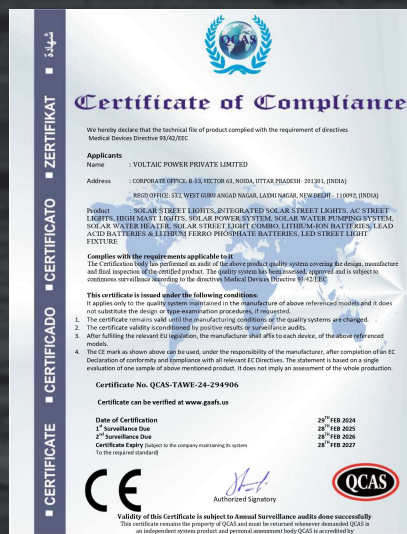 QCAS
Certificate of Compliance
We hereby declare that the technical file of product complied with the requirement of directives
Medical Devices Directive 93/42/EEC
Applicants
Name : VOLTAIC POWER PRIVATE LIMITED
Address : CORPORATE OFFICE: B-53, SECTOR 63, NOIDA, UTTAR PRADESH- 201301, (INDIA)
REGD OFFICE: 532, WEST GURU ANGAD NAGAR, LAXMI NAGAR, NEW DELHI - 110092, (INDIA)
Product : SOLAR STREET LIGHTS, INTEGRATED SOLAR STREET LIGHTS, AC STREET
LIGHTS, HIGH MAST LIGHTS, SOLAR POWER SYSTEM, SOLAR WATER PUMPING SYSTEM,
SOLAR WATER HEATER, SOLAR STREET LIGHT COMBO, LITHIUM-ION BATTERIES, LEAD
ACID BATTERIES & LITHIUM FERRO PHOSPHATE BATTERIES, LED STREET LIGHT
FIXTURE
Complies with the requirements applicable to it
The Certification body has performed an audit of the above product quality system covering the design, manufacture
and final inspection of the certified product. The quality system has been assessed, approved and is subject to
continuous surveillance according to the directives Medical Devices Directive 93/42/EEC
This certificate is issued under the following conditions:
It applies only to the quality system maintained in the manufacture of above referenced models and it does
not substitute the design or type-examination procedures, if requested.
1. The certificate remains valid until the manufacturing conditions or the quality systems are changed.
2. The certificate validity isconditioned by positive results or surveillance audits.
3. After fulfilling the relevant EU legislation, the manufacturer shall affix to each device, of the above referenced
models.
4. The CE mark as shown above can be used, under the responsibility of the manufacturer, after completion of an EC
Declaration of conformity and compliance with all relevant EC Directives. The statement is based on a single
evaluation of one sample of above mentioned product. It does not imply an assessment of the whole production.
Certificate No. QCAS-TAWE-24-294906
Certificate can be verified at www.gaafs.us
Date of Certification 29TH FEB 2024
1st Surveillance Due 28TH FEB 2025
2nd Surveillance Due 28TH FEB 2026
Certificate Expiry (Subject to the company maintaining its system 28TH FEB 2027
To the required standard)
CE
Authorized Signatory
QCAS
Validity of this Certificate is subject to Annual Surveillance audits done successfully
This certificate remains the property of QCAS and must be returned whenever demanded QCAS is
an independent system product and personal assessment body QCAS is accredited by
CERTIFICATE ■ CERTIFICADO ■ CERTIFICATO ■ ZERTIFIKAT ■ شهادة